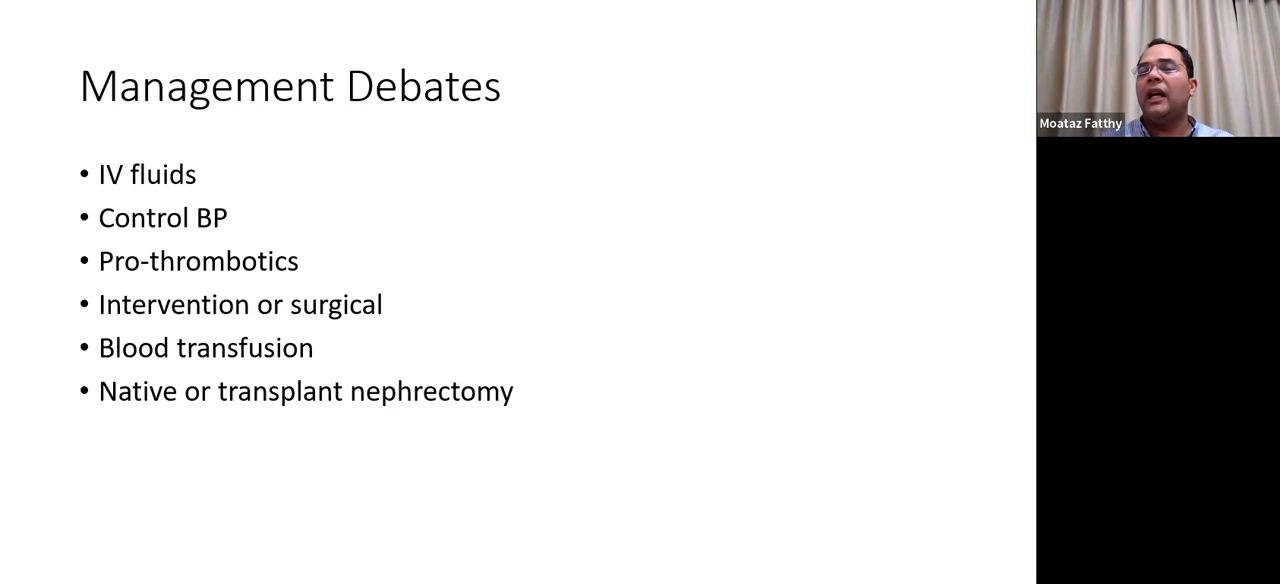 Management Debates
• IV fluids
• Control BP
• Pro-thrombotics
• Intervention or surgical
• Blood transfusion
• Native or transplant nephrectomy
Moataz Fatthy